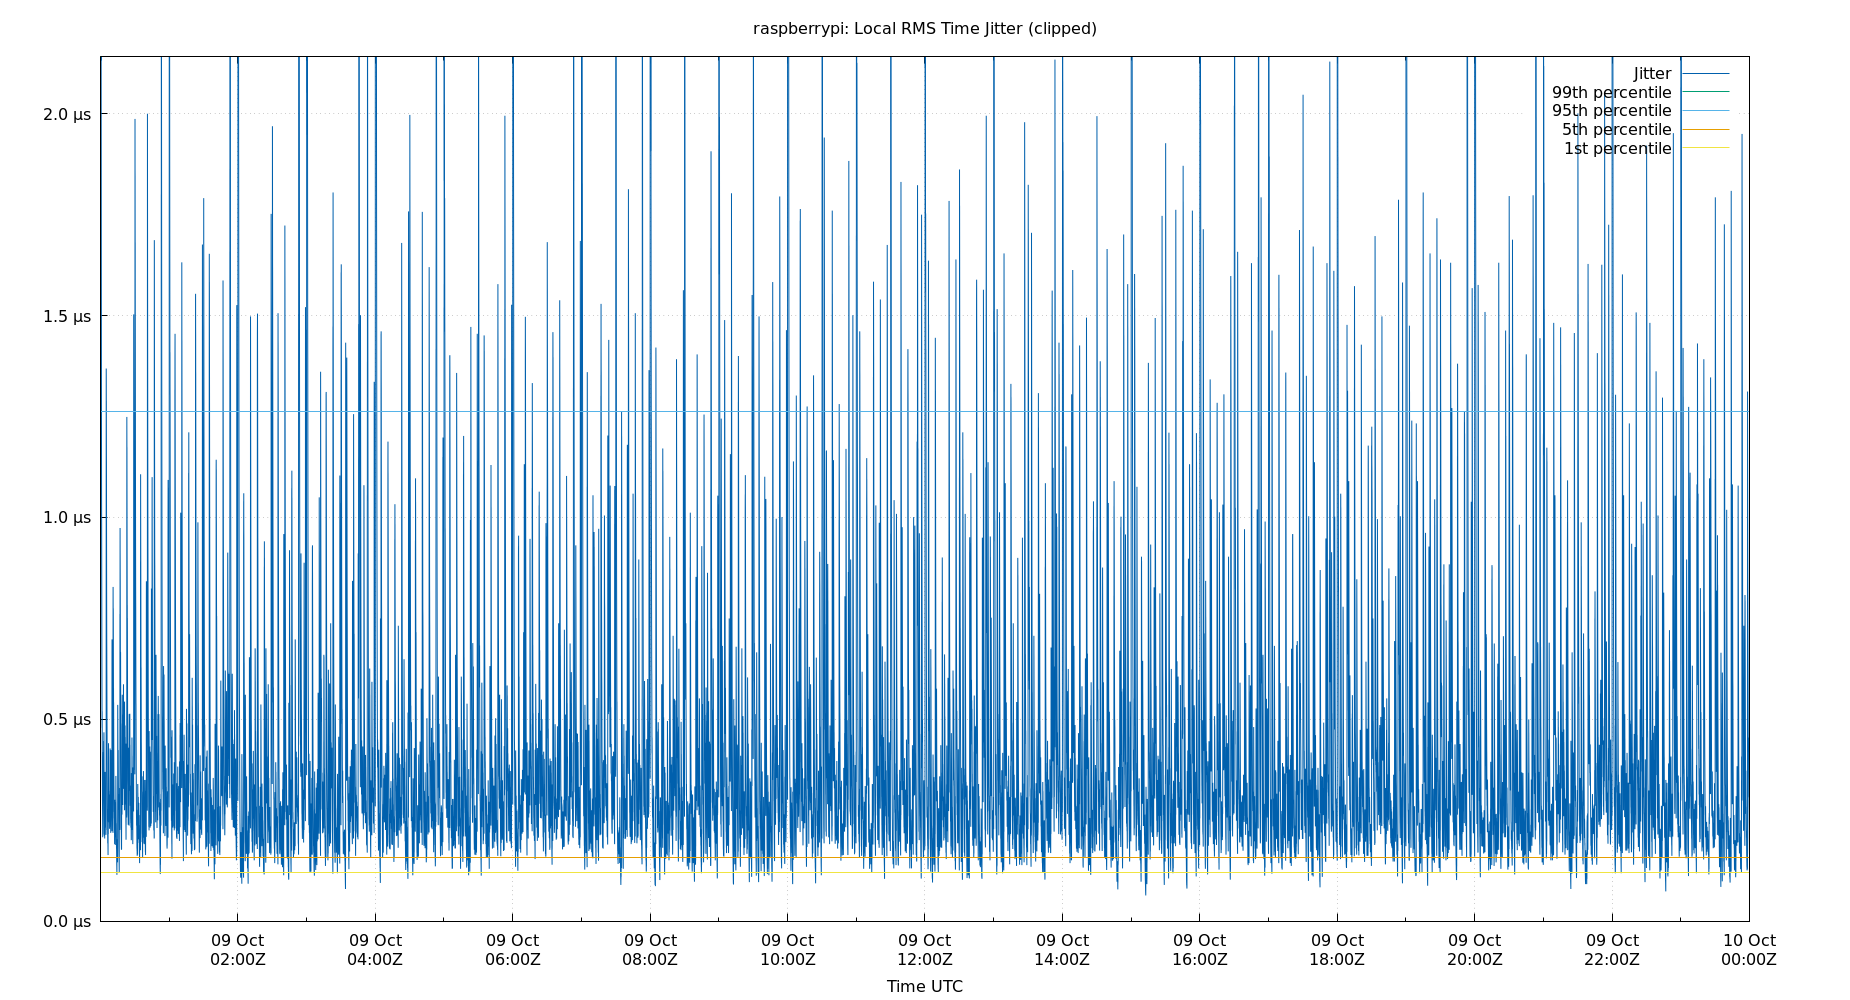 raspberrypi: Local RMS Time Jitter (clipped)
Jitter
99th percentile
95th percentile
5th percentile
1st percentile
2.0 µs
1.5 µs
1.0 µs
0.5 µs
0.0 µs
09 Oct 02:00Z
09 Oct 04:00Z
09 Oct 06:00Z
09 Oct 08:00Z
09 Oct 10:00Z
09 Oct 12:00Z
09 Oct 14:00Z
09 Oct 16:00Z
09 Oct 18:00Z
09 Oct 20:00Z
09 Oct 22:00Z
10 Oct 00:00Z
Time UTC